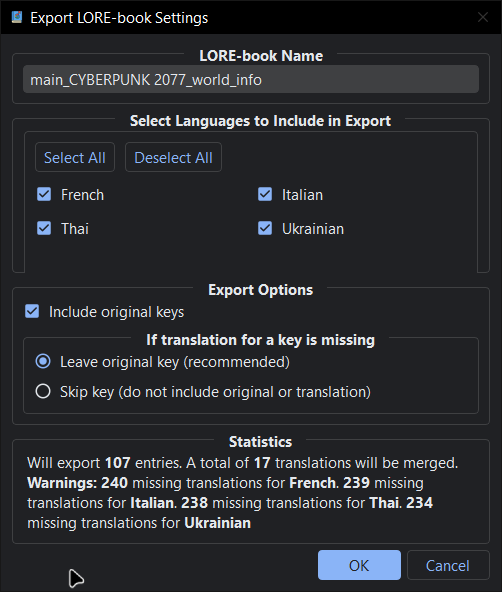 Export LORE-book Settings
LORE-book Name
main_CYBERPUNK 2077_world_info
Select Languages to Include in Export
Select All Deselect All
French Italian
Thai Ukrainian
Export Options
Include original keys
If translation for a key is missing
Leave original key (recommended)
Skip key (do not include original or translation)
Statistics
Will export 107 entries. A total of 17 translations will be merged.
Warnings: 240 missing translations for French. 239 missing
translations for Italian. 238 missing translations for Thai. 234
missing translations for Ukrainian
OK Cancel